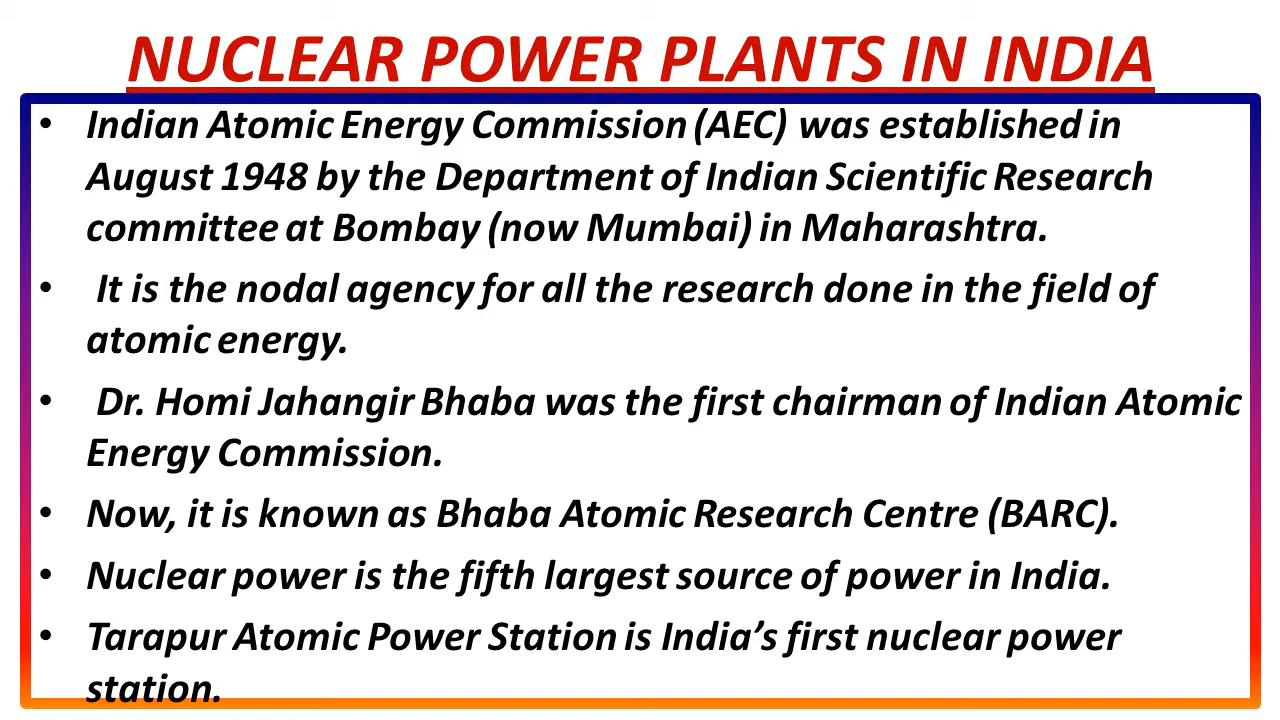 NUCLEAR POWER PLANTS IN INDIA
• Indian Atomic Energy Commission (AEC) was established in
August 1948 by the Department of Indian Scientific Research
committee at Bombay (now Mumbai) in Maharashtra.
• It is the nodal agency for all the research done in the field of
atomic energy.
• Dr. Homi Jahangir Bhaba was the first chairman of Indian Atomic
Energy Commission.
• Now, it is known as Bhaba Atomic Research Centre (BARC).
• Nuclear power is the fifth largest source of power in India.
• Tarapur Atomic Power Station is India’s first nuclear power
station.